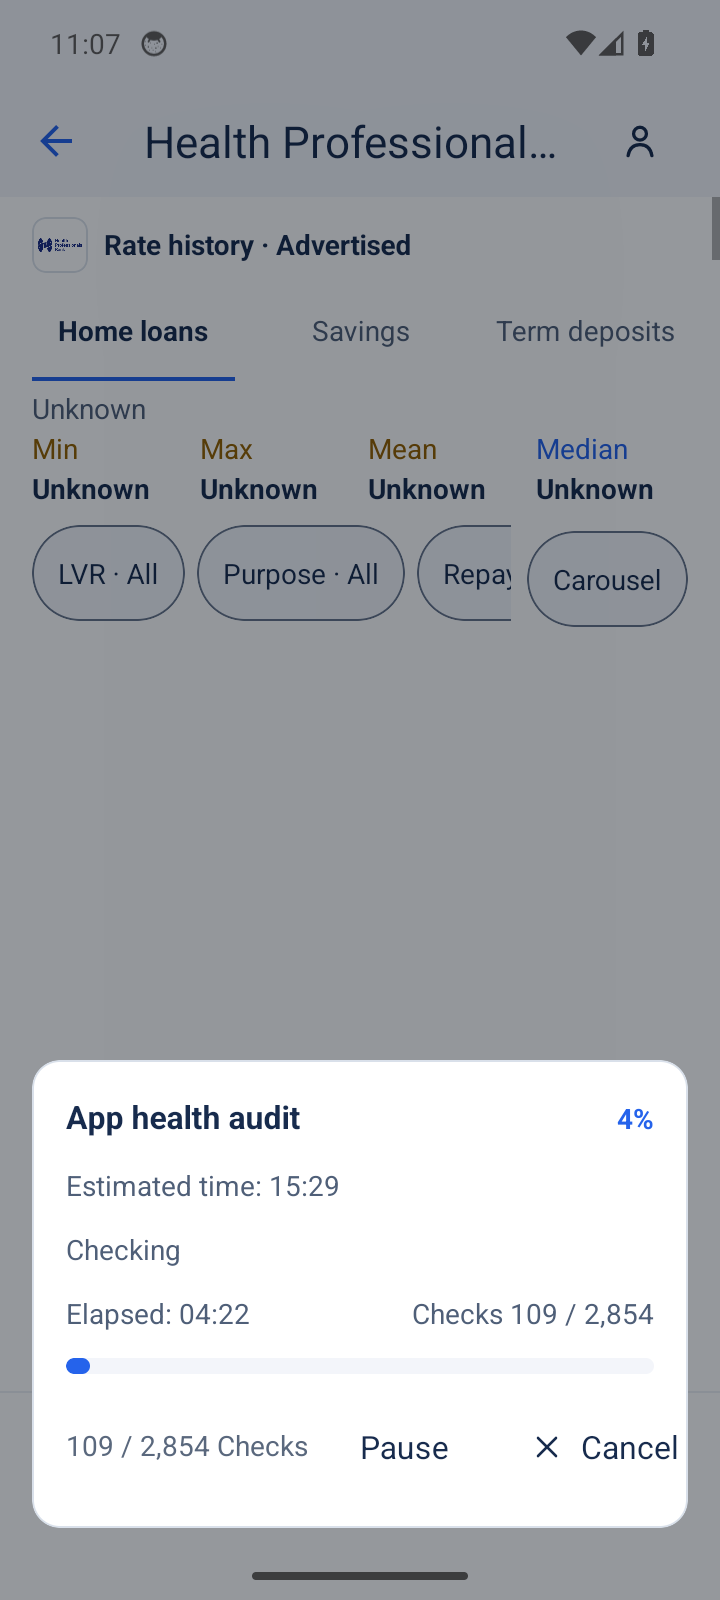 11:07
Health Professional...
Rate history · Advertised
Home loans Savings Term deposits
Unknown
Min Max Mean Median
Unknown Unknown Unknown Unknown
LVR · All Purpose · All Repay Carousel
App health audit 4%
Estimated time: 15:29
Checking
Elapsed: 04:22 Checks 109 / 2,854
109 / 2,854 Checks Pause Cancel